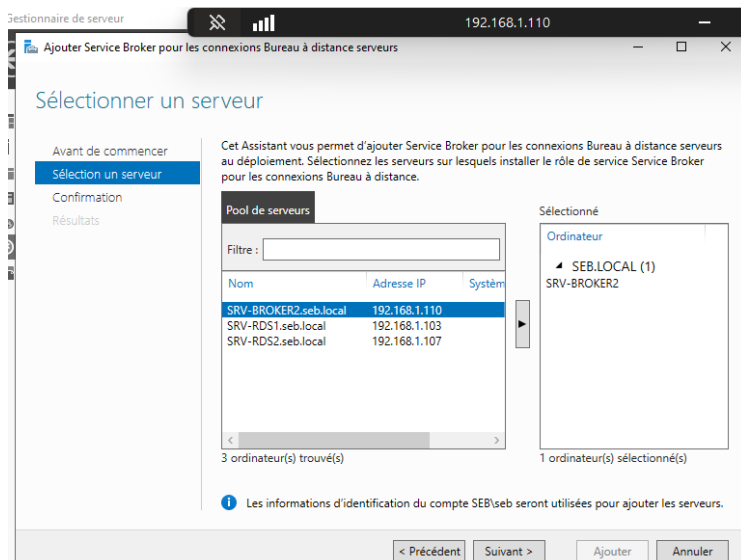 Gestionnaire de serveur
192.168.1.110
Ajouter Service Broker pour les connexions Bureau à distance serveurs
Sélectionner un serveur
Avant de commencer
Sélection un serveur
Confirmation
Résultats
Cet Assistant vous permet d'ajouter Service Broker pour les connexions Bureau à distance serveurs
au déploiement. Sélectionnez les serveurs sur lesquels installer le rôle de service Service Broker
pour les connexions Bureau à distance.
Pool de serveurs
Filtre :
Nom Adresse IP Systèm
SRV-BROKER2.seb.local 192.168.1.110
SRV-RDS1.seb.local 192.168.1.103
SRV-RDS2.seb.local 192.168.1.107
3 ordinateur(s) trouvé(s)
Sélectionné
Ordinateur
SEB.LOCAL (1)
SRV-BROKER2
1 ordinateur(s) sélectionné(s)
Les informations d'identification du compte SEB\seb seront utilisées pour ajouter les serveurs.
< Précédent Suivant > Ajouter Annuler